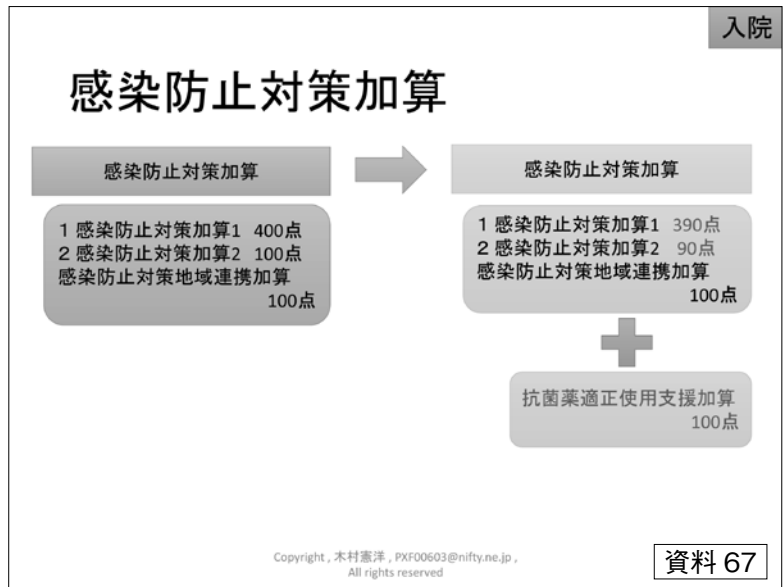 入院
感染防止対策加算
感染防止対策加算
1 感染防止対策加算1 400点
2 感染防止対策加算2 100点
感染防止対策地域連携加算
100点
感染防止対策加算
1 感染防止対策加算1 390点
2 感染防止対策加算2 90点
感染防止対策地域連携加算
100点
抗菌薬適正使用支援加算
100点
Copyright , 木村憲洋 , PXF00603@nifty.ne.jp ,
All rights reserved
資料 67